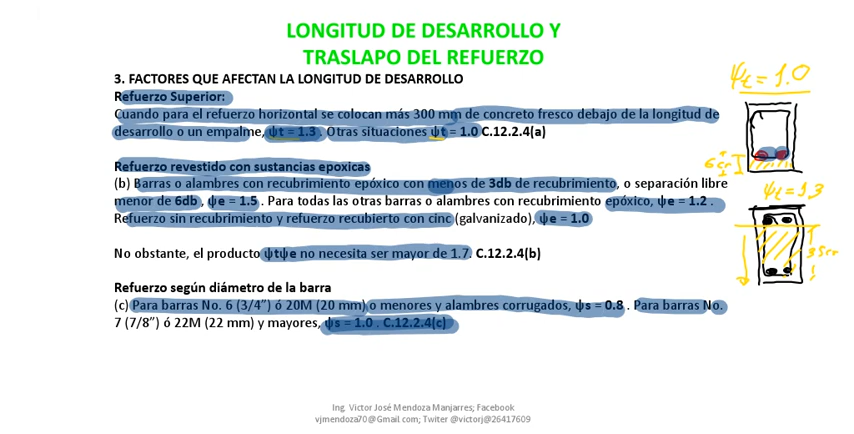 LONGITUD DE DESARROLLO Y
TRASLAPO DEL REFUERZO
3. FACTORES QUE AFECTAN LA LONGITUD DE DESARROLLO
Refuerzo Superior:
Cuando para el refuerzo horizontal se colocan más 300 mm de concreto fresco debajo de la longitud de
desarrollo o un empalme, ψt = 1.3 . Otras situaciones ψt = 1.0 C.12.2.4(a)
Refuerzo revestido con sustancias epoxicas
(b) Barras o alambres con recubrimiento epóxico con menos de 3db de recubrimiento, o separación libre
menor de 6db , ψe = 1.5 . Para todas las otras barras o alambres con recubrimiento epóxico, ψe = 1.2 .
Refuerzo sin recubrimiento y refuerzo recubierto con cinc (galvanizado), ψe = 1.0
No obstante, el producto ψtψe no necesita ser mayor de 1.7. C.12.2.4(b)
Refuerzo según diámetro de la barra
(c) Para barras No. 6 (3/4”) ó 20M (20 mm) o menores y alambres corrugados, ψs = 0.8 . Para barras No.
7 (7/8”) ó 22M (22 mm) y mayores, ψs = 1.0 . C.12.2.4(c)
ψt = 1.0
ψt = 1.3
Ing. Victor José Mendoza Manjarres; Facebook
vjmendoza70@Gmail com; Twiter @victorj@26417609